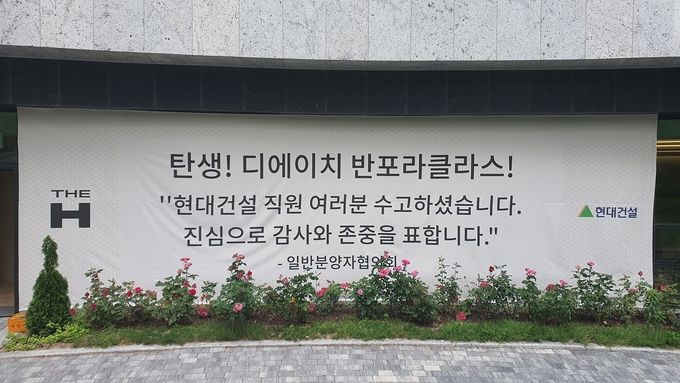 탄생! 디에이치 반포라클라스!
THE
H
"현대건설 직원 여러분 수고하셨습니다.
진심으로 감사와 존중을 표합니다."
현대건설
- 일반분양자협의회 -